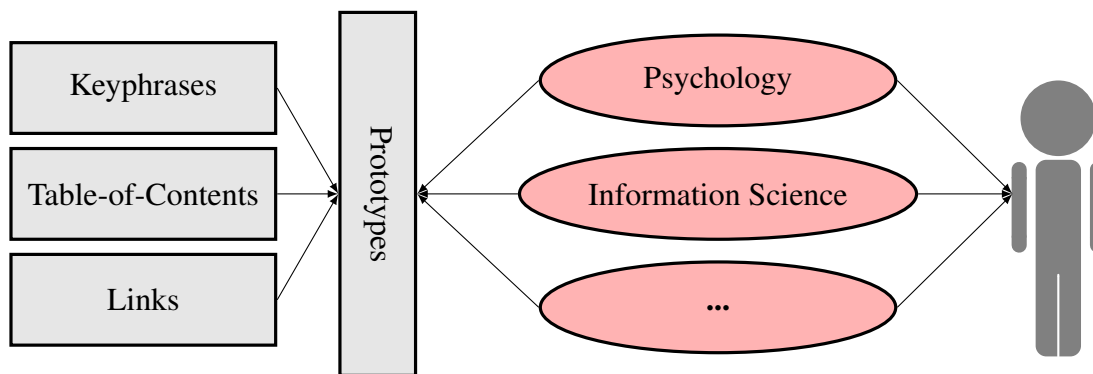 Keyphrases
Table-of-Contents
Links
Prototypes
Psychology
Information Science
...